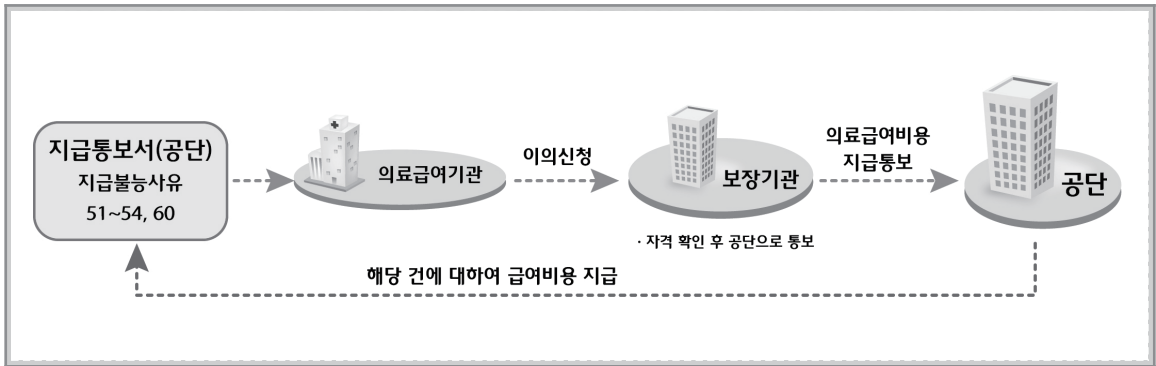 지급통보서(공단)
지급불능사유
51~54, 60
의료급여기관
이의신청
보장기관
· 자격 확인 후 공단으로 통보
의료급여비용
지급통보
공단
해당 건에 대하여 급여비용 지급